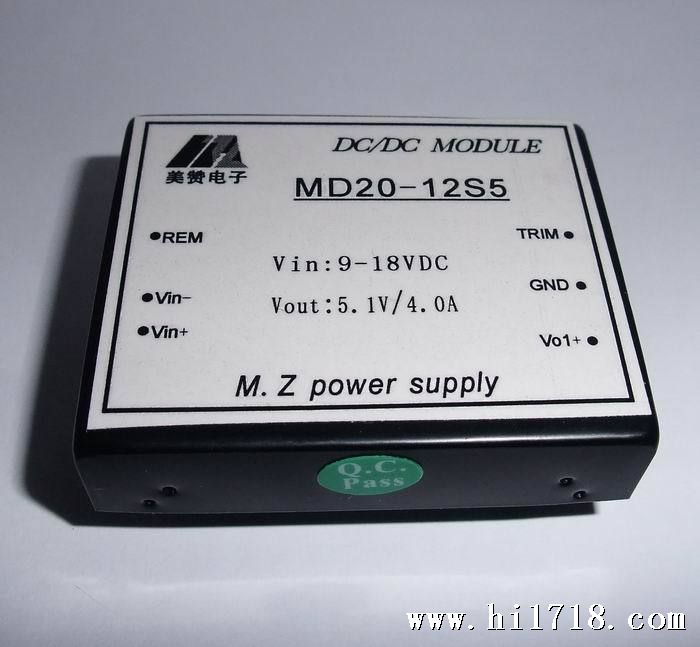 DC/DC MODULE
美赞电子
MD20-12S5
REM
TRIM
Vin:9-18VDC
GND
Vin-
Vout:5.1V/4.0A
Vin+
Vo1+
M.Z power supply
Q.C.
Pass
www.hi1718.com